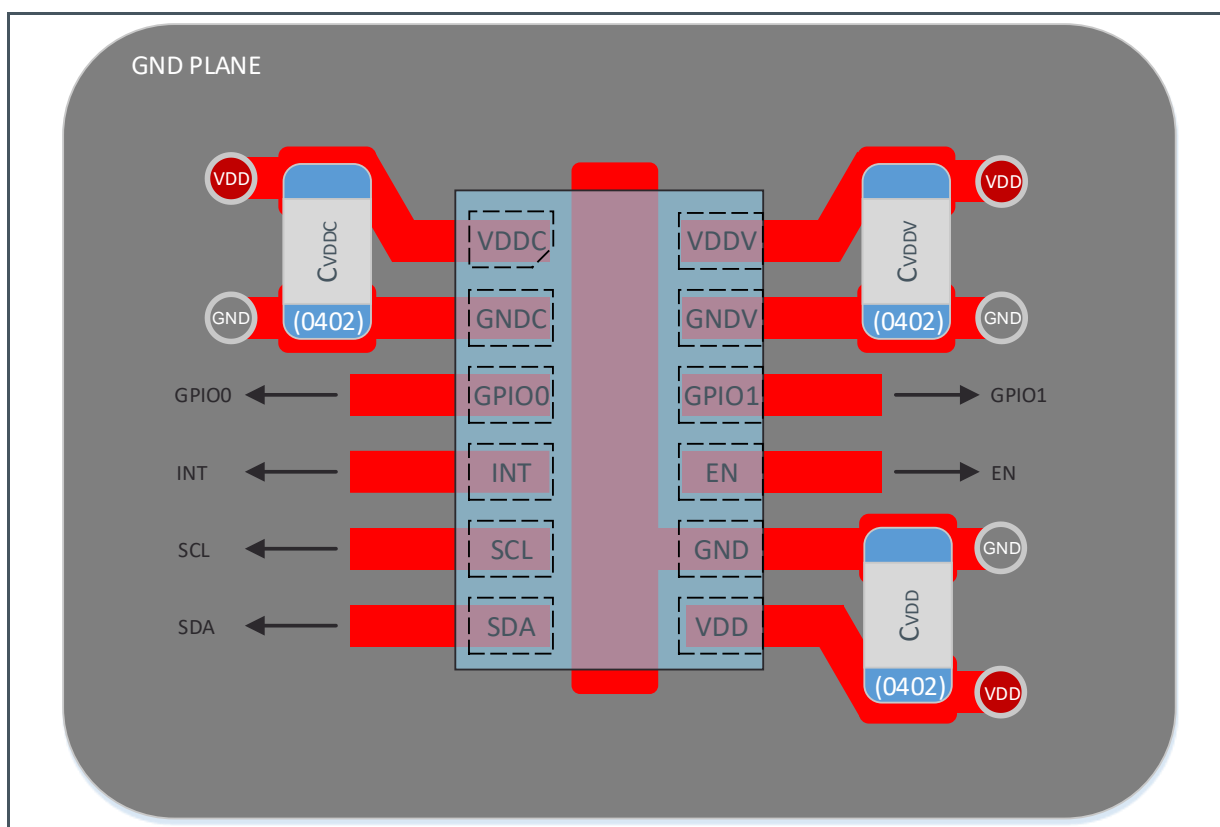 GND PLANE
VDD
CVDDC
VDDC
VDDV
CVDDV
VDD
GND
(0402)
GNDC
GNDV
(0402)
GND
GPIO0
GPIO0
GPIO1
GPIO1
INT
INT
EN
EN
SCL
SCL
GND
GND
SDA
SDA
VDD
CVDD
(0402)
VDD